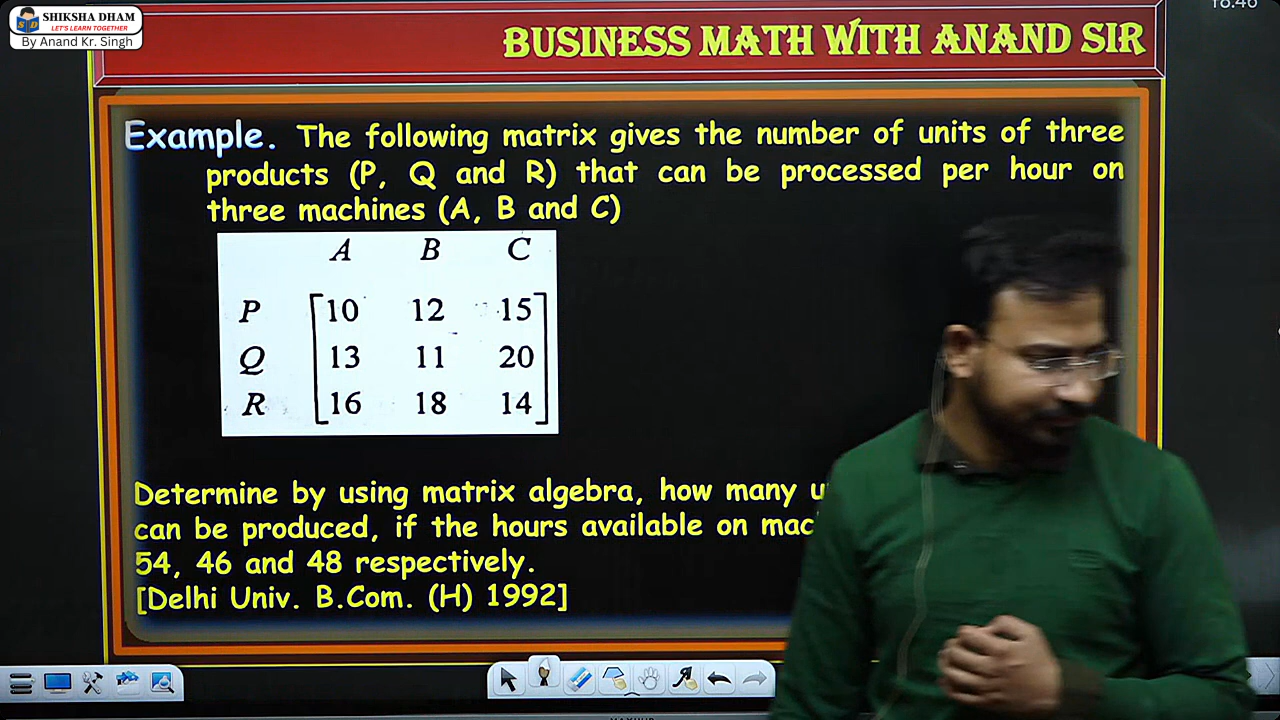 SHIKSHA DHAM
LET'S LEARN TOGETHER
By Anand Kr. Singh
BUSINESS MATH WITH ANAND SIR
Example. The following matrix gives the number of units of three
products (P, Q and R) that can be processed per hour on
three machines (A, B and C)
A B C
P 10 12 15
Q 13 11 20
R 16 18 14
Determine by using matrix algebra, how many
can be produced, if the hours available on
54, 46 and 48 respectively.
[Delhi Univ. B.Com. (H) 1992]